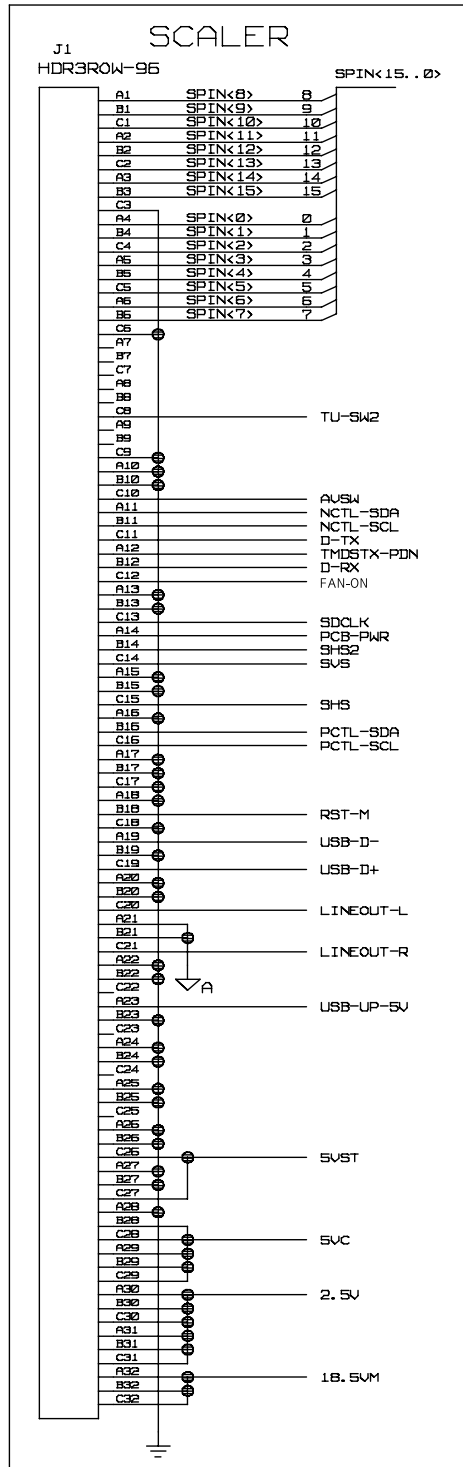 SCALER
J1
HDR3ROW-96
SPIN<15..0>
A1 SPIN<8> 8
B1 SPIN<9> 9
C1 SPIN<10> 10
A2 SPIN<11> 11
B2 SPIN<12> 12
C2 SPIN<13> 13
A3 SPIN<14> 14
B3 SPIN<15> 15
C3
A4 SPIN<0> 0
B4 SPIN<1> 1
C4 SPIN<2> 2
A5 SPIN<3> 3
B5 SPIN<4> 4
C5 SPIN<5> 5
A6 SPIN<6> 6
B6 SPIN<7> 7
C6
A7
B7
C7
A8
B8
C8 TU-SW2
A9
B9
C9
A10
B10
C10 AVSW
A11 NCTL-SDA
B11 NCTL-SCL
C11 D-TX
A12 TMDSTX-PDN
B12 D-RX
C12 FAN-ON
A13
B13
C13 SDCLK
A14 PCB-PWR
B14 SHS2
C14 SVS
A15
B15
C15 SHS
A16
B16 PCTL-SDA
C16 PCTL-SCL
A17
B17
C17
A18
B18 RST-M
C18
A19 USB-D-
B19
C19 USB-D+
A20
B20
C20 LINEOUT-L
A21
B21
C21 LINEOUT-R
A22
B22
C22 A
A23 USB-UP-5V
B23
C23
A24
B24
C24
A25
B25
C25
A26
B26
C26 5VST
A27
B27
C27
A28
B28
C28 5VC
A29
B29
C29
A30 2.5V
B30
C30
A31
B31
C31
A32 18.5VM
B32
C32